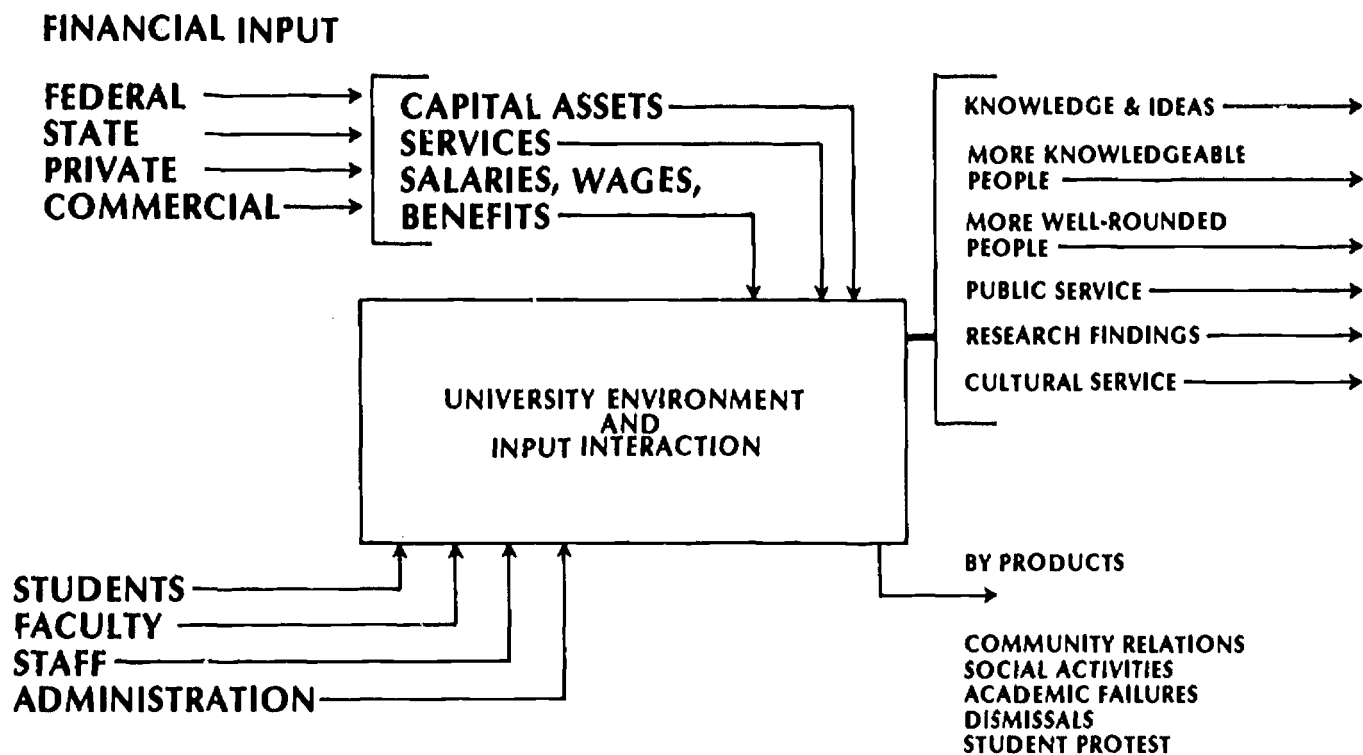 FINANCIAL INPUT
FEDERAL
STATE
PRIVATE
COMMERCIAL
CAPITAL ASSETS
SERVICES
SALARIES, WAGES,
BENEFITS
KNOWLEDGE & IDEAS
MORE KNOWLEDGEABLE
PEOPLE
MORE WELL-ROUNDED
PEOPLE
PUBLIC SERVICE
RESEARCH FINDINGS
CULTURAL SERVICE
UNIVERSITY ENVIRONMENT
AND
INPUT INTERACTION
STUDENTS
FACULTY
STAFF
ADMINISTRATION
BY PRODUCTS
COMMUNITY RELATIONS
SOCIAL ACTIVITIES
ACADEMIC FAILURES
DISMISSALS
STUDENT PROTEST